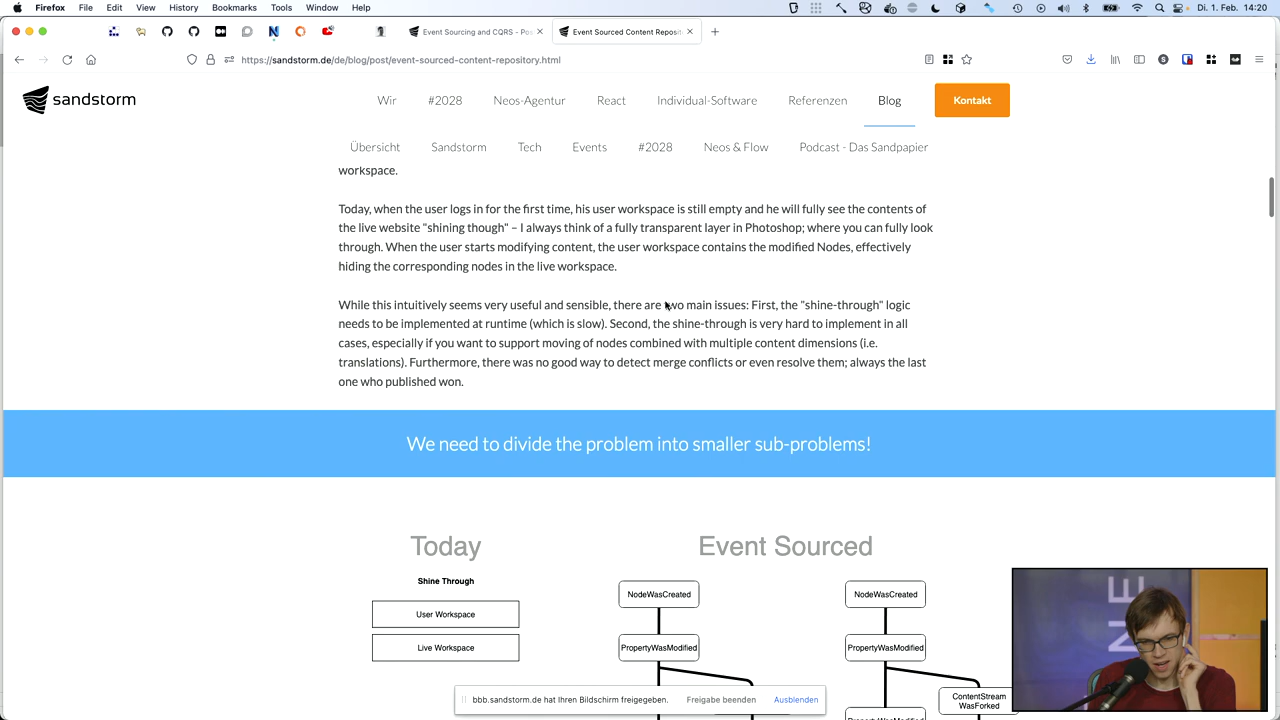 Firefox File Edit View History Bookmarks Tools Window Help Di. 1. Feb. 14:20
Event Sourcing and CQRS - Po
Event Sourced Content Reposit
https://sandstorm.de/de/blog/post/event-sourced-content-repository.html
sandstorm Wir #2028 Neos-Agentur React Individual-Software Referenzen Blog Kontakt
Übersicht Sandstorm Tech Events #2028 Neos & Flow Podcast - Das Sandpapier
workspace.
Today, when the user logs in for the first time, his user workspace is still empty and he will fully see the contents of
the live website "shining though" – I always think of a fully transparent layer in Photoshop; where you can fully look
through. When the user starts modifying content, the user workspace contains the modified Nodes, effectively
hiding the corresponding nodes in the live workspace.
While this intuitively seems very useful and sensible, there are two main issues: First, the "shine-through" logic
needs to be implemented at runtime (which is slow). Second, the shine-through is very hard to implement in all
cases, especially if you want to support moving of nodes combined with multiple content dimensions (i.e.
translations). Furthermore, there was no good way to detect merge conflicts or even resolve them; always the last
one who published won.
We need to divide the problem into smaller sub-problems!
Today Event Sourced
Shine Through
NodeWasCreated NodeWasCreated
User Workspace
Live Workspace PropertyWasModified PropertyWasModified
ContentStream
WasForked
bbb.sandstorm.de hat Ihren Bildschirm freigegeben. Freigabe beenden Ausblenden
NE